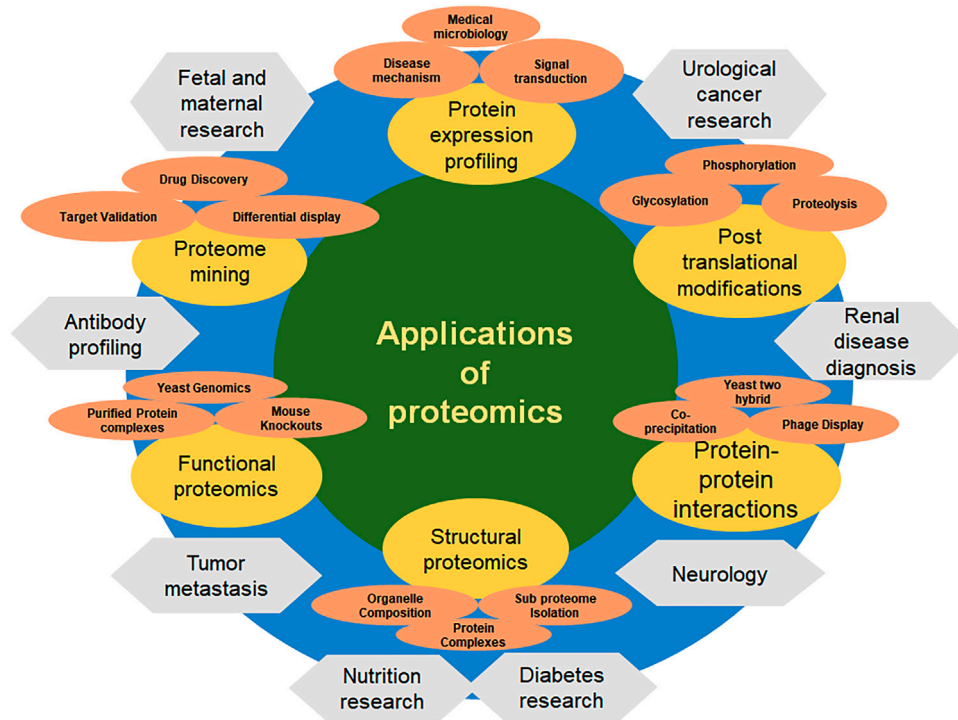 Medical
microbiology
Disease
mechanism
Signal
transduction
Protein
expression
profiling
Fetal and
maternal
research
Urological
cancer
research
Drug Discovery
Target Validation
Differential display
Proteome
mining
Phosphorylation
Glycosylation
Proteolysis
Post
translational
modifications
Antibody
profiling
Applications
of
proteomics
Renal
disease
diagnosis
Yeast Genomics
Purified Protein
complexes
Mouse
Knockouts
Functional
proteomics
Yeast two
hybrid
Co-
precipitation
Phage Display
Protein-
protein
interactions
Structural
proteomics
Organelle
Composition
Sub proteome
Isolation
Protein
Complexes
Tumor
metastasis
Neurology
Nutrition
research
Diabetes
research